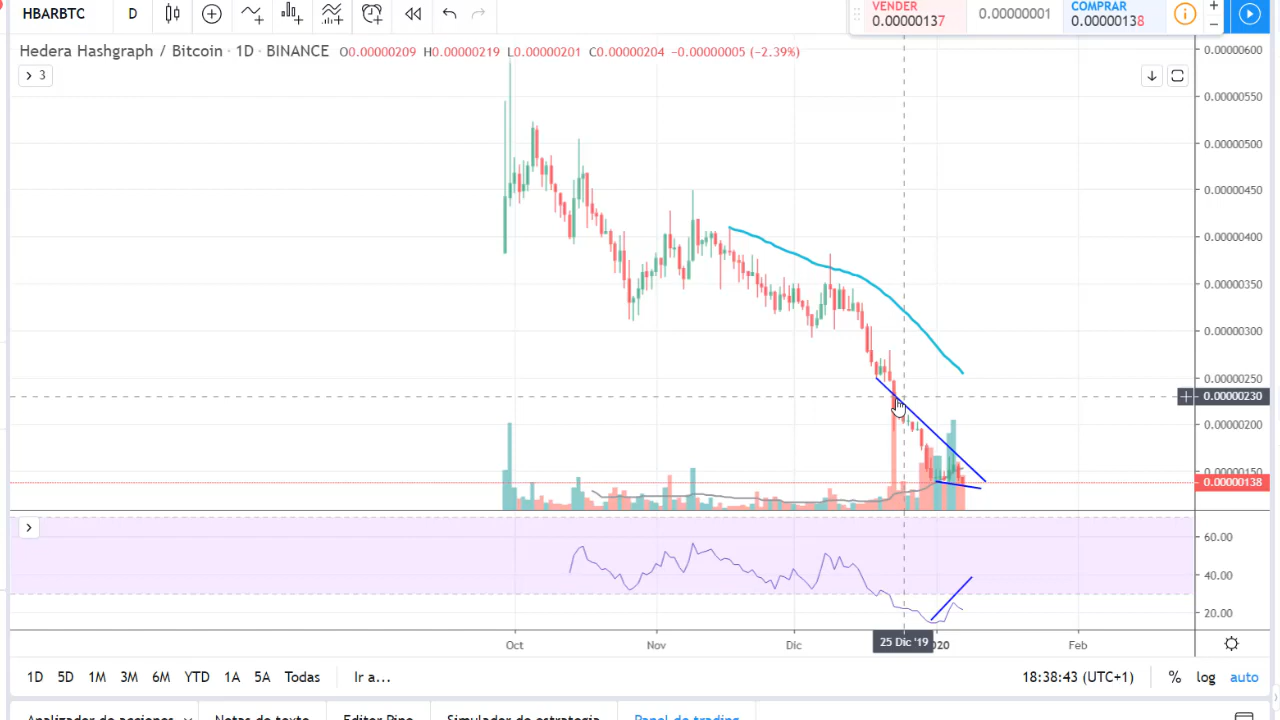 HBARBTC D
VENDER
0.00000137
0.00000001
COMPRAR
0.00000138
Hedera Hashgraph / Bitcoin · 1D · BINANCE O0.00000209 H0.00000219 L0.00000201 C0.00000204 −0.00000005 (−2.39%)
3
0.00000600
0.00000550
0.00000500
0.00000450
0.00000400
0.00000350
0.00000300
0.00000250
0.00000230
0.00000200
0.00000150
0.00000138
60.00
40.00
20.00
Oct Nov Dic 25 Dic '19 2020 Feb
1D 5D 1M 3M 6M YTD 1A 5A Todas Ir a... 18:38:43 (UTC+1) % log auto
Analizador de acciones Notas de texto Editor Pine Simulador de estrategia Panel de trading